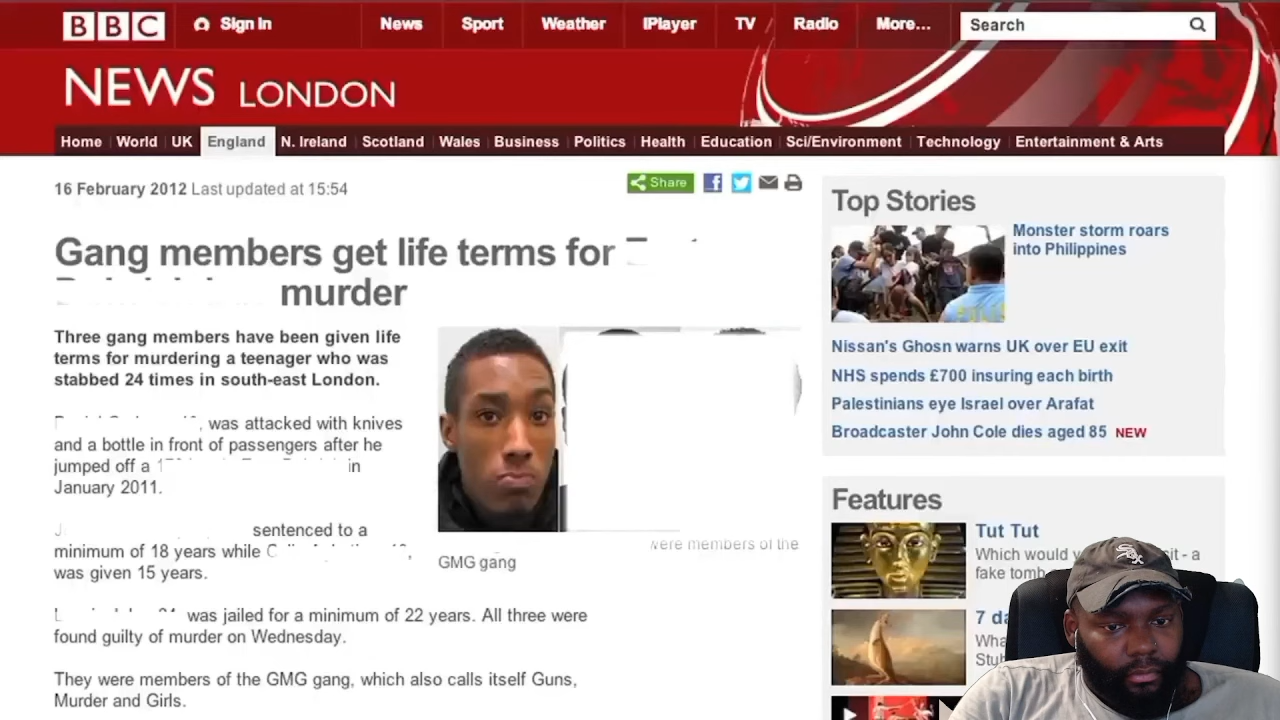 BBC Sign In News Sport Weather IPlayer TV Radio More... Search
NEWS LONDON
Home World UK England N. Ireland Scotland Wales Business Politics Health Education Sci/Environment Technology Entertainment & Arts
16 February 2012 Last updated at 15:54
Share
Gang members get life terms for
murder
Three gang members have been given life
terms for murdering a teenager who was
stabbed 24 times in south-east London.
, was attacked with knives
and a bottle in front of passengers after he
jumped off a in
January 2011.
sentenced to a
minimum of 18 years while
was given 15 years.
was jailed for a minimum of 22 years. All three were
found guilty of murder on Wednesday.
They were members of the GMG gang, which also calls itself Guns,
Murder and Girls.
were members of the
GMG gang
Top Stories
Monster storm roars
into Philippines
Nissan's Ghosn warns UK over EU exit
NHS spends £700 insuring each birth
Palestinians eye Israel over Arafat
Broadcaster John Cole dies aged 85 NEW
Features
Tut Tut
Which would - a
fake tomb
7